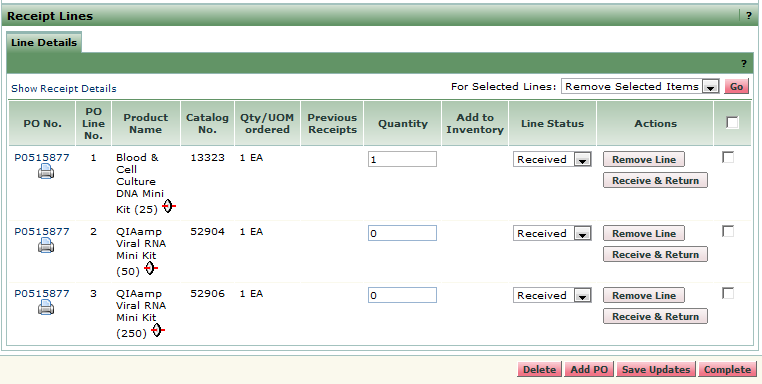 Receipt Lines ?
Line Details
?
Show Receipt Details For Selected Lines: Remove Selected Items Go
PO No. PO Line No. Product Name Catalog No. Qty/UOM ordered Previous Receipts Quantity Add to Inventory Line Status Actions
P0515877 1 Blood & 13323 1 EA 1 Received Remove Line
Cell
Culture Receive & Return
DNA Mini
Kit (25)
P0515877 2 QIAamp 52904 1 EA 0 Received Remove Line
Viral RNA
Mini Kit Receive & Return
(50)
P0515877 3 QIAamp 52906 1 EA 0 Received Remove Line
Viral RNA
Mini Kit Receive & Return
(250)
Delete Add PO Save Updates Complete